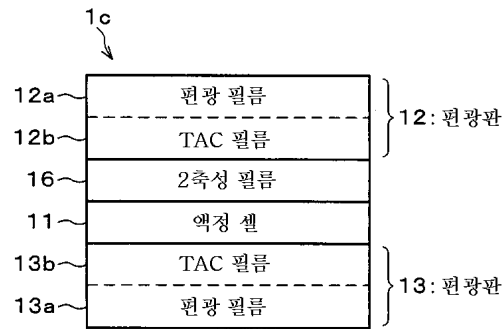 1c
12a 편광 필름
12b TAC 필름
12: 편광판
16 2축성 필름
11 액정 셀
13b TAC 필름
13a 편광 필름
13: 편광판